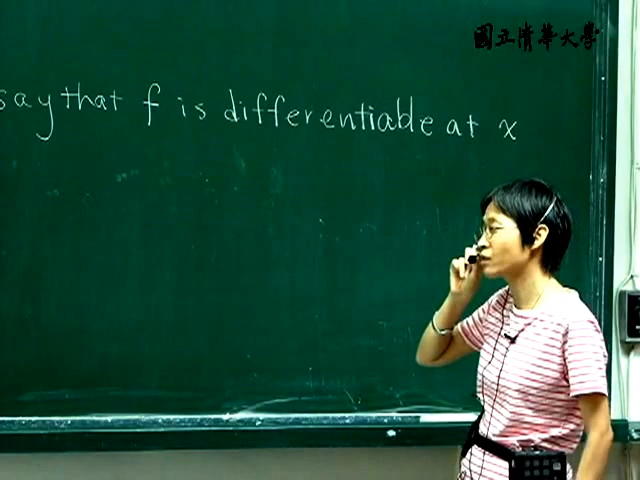 國立清華大學
say that f is differentiable at x